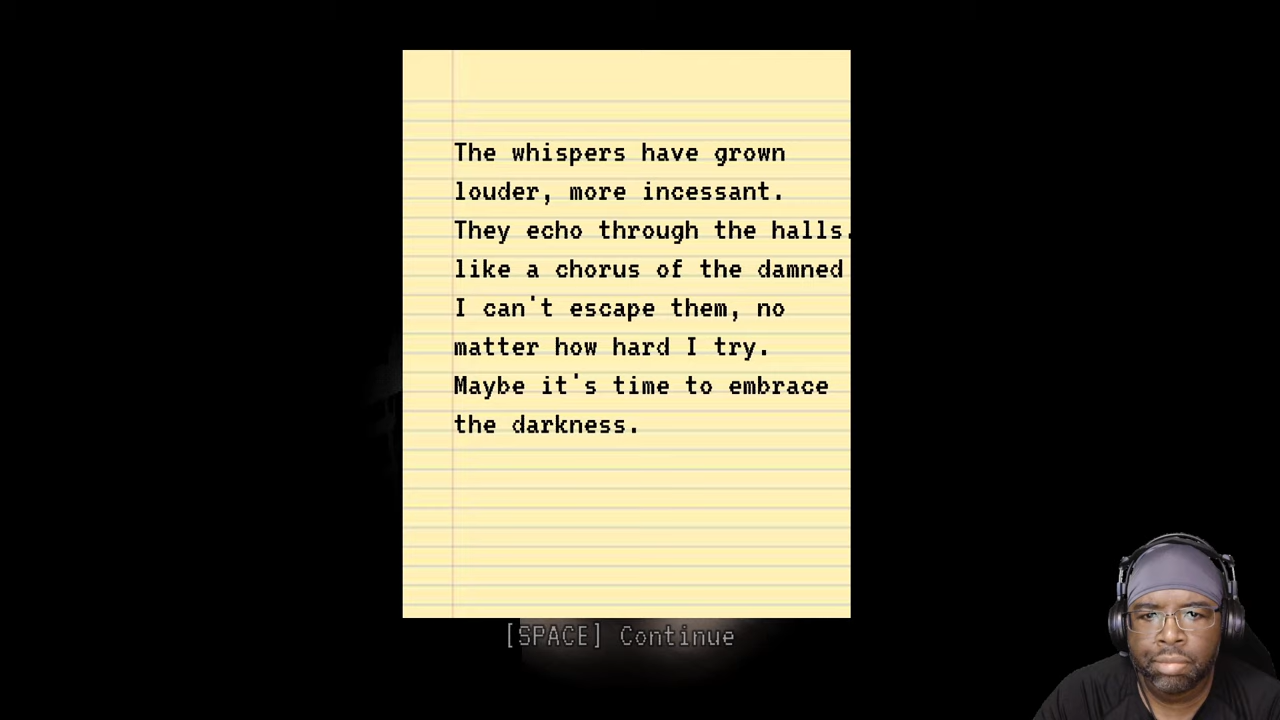 The whispers have grown
louder, more incessant.
They echo through the halls.
like a chorus of the damned
I can't escape them, no
matter how hard I try.
Maybe it's time to embrace
the darkness.
[SPACE] Continue